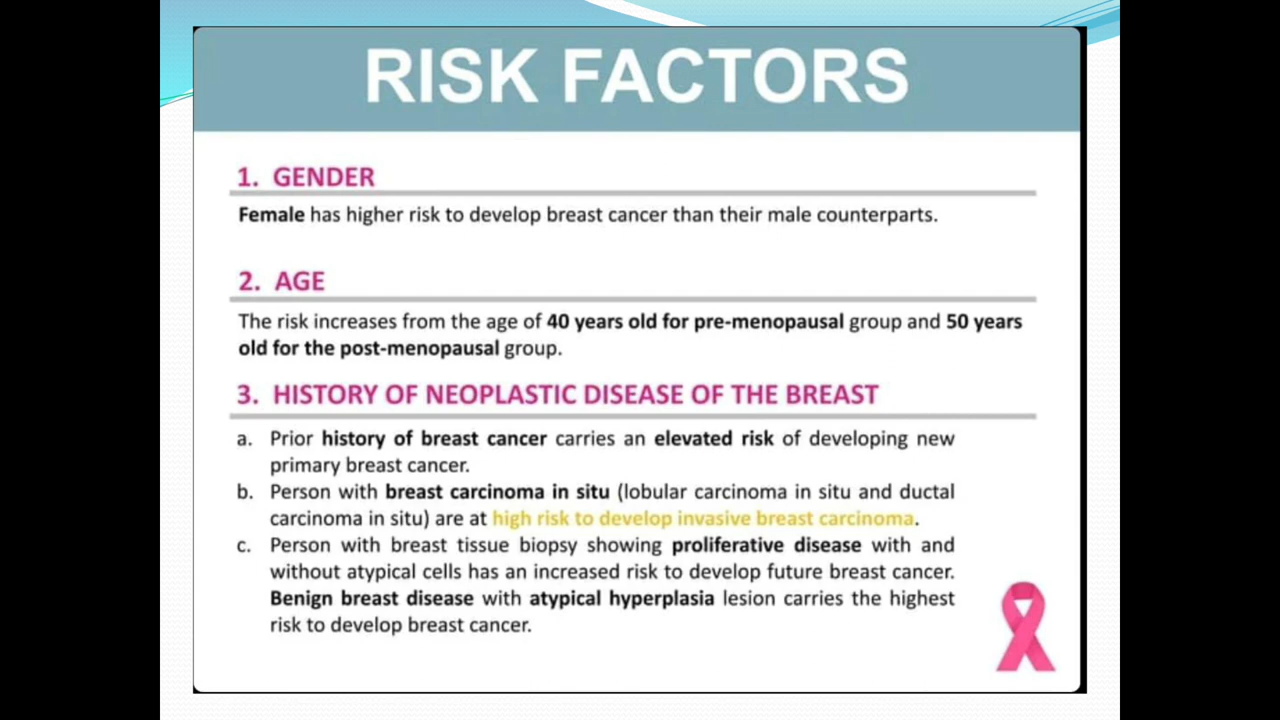 RISK FACTORS
1. GENDER
Female has higher risk to develop breast cancer than their male counterparts.
2. AGE
The risk increases from the age of 40 years old for pre-menopausal group and 50 years
old for the post-menopausal group.
3. HISTORY OF NEOPLASTIC DISEASE OF THE BREAST
a. Prior history of breast cancer carries an elevated risk of developing new
primary breast cancer.
b. Person with breast carcinoma in situ (lobular carcinoma in situ and ductal
carcinoma in situ) are at high risk to develop invasive breast carcinoma.
c. Person with breast tissue biopsy showing proliferative disease with and
without atypical cells has an increased risk to develop future breast cancer.
Benign breast disease with atypical hyperplasia lesion carries the highest
risk to develop breast cancer.